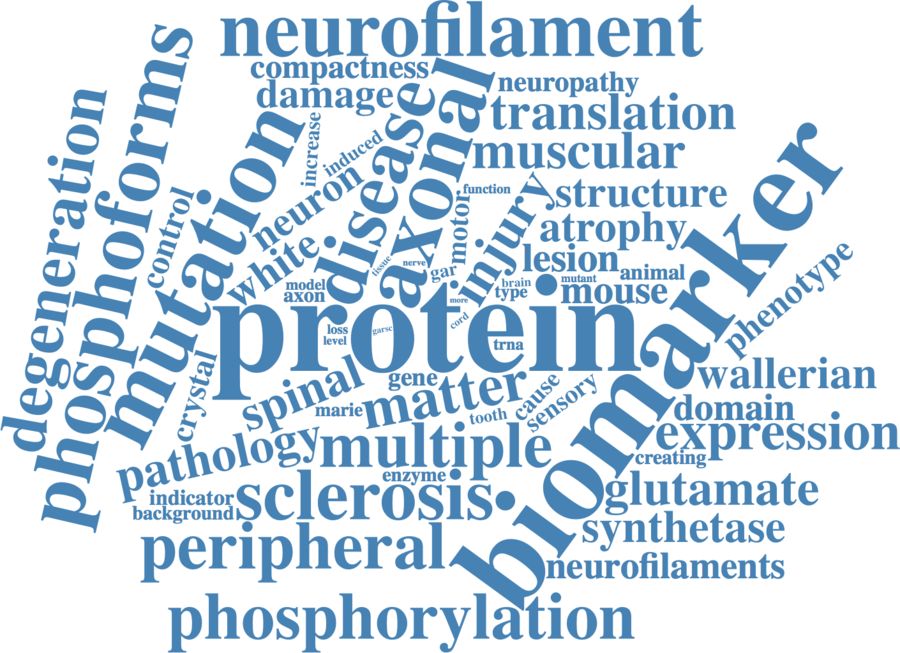 neurofilament
compactness
damage
neuropathy
translation
muscular
degeneration
phosphoforms
mutation
control
increase
induced
neuron
white
disease
axonal
motor
function
injury
structure
atrophy
lesion
animal
mouse
mutant
brain
type
tissue
nerve
gar
model
axon
more
cord
protein
loss
level
garsc
trna
biomarker
phenotype
crystal
spinal
gene
marie
matter
tooth
cause
sensory
wallerian
domain
expression
creating
pathology
multiple
enzyme
indicator
background
sclerosis
glutamate
synthetase
peripheral
neurofilaments
phosphorylation